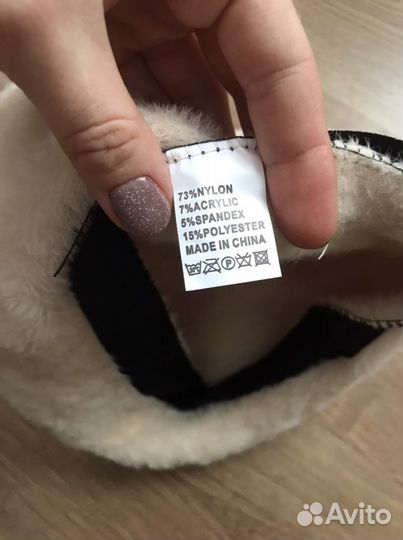 73%NYLON
7%ACRYLIC
5%SPANDEX
15%POLYESTER
MADE IN CHINA
P
Avito